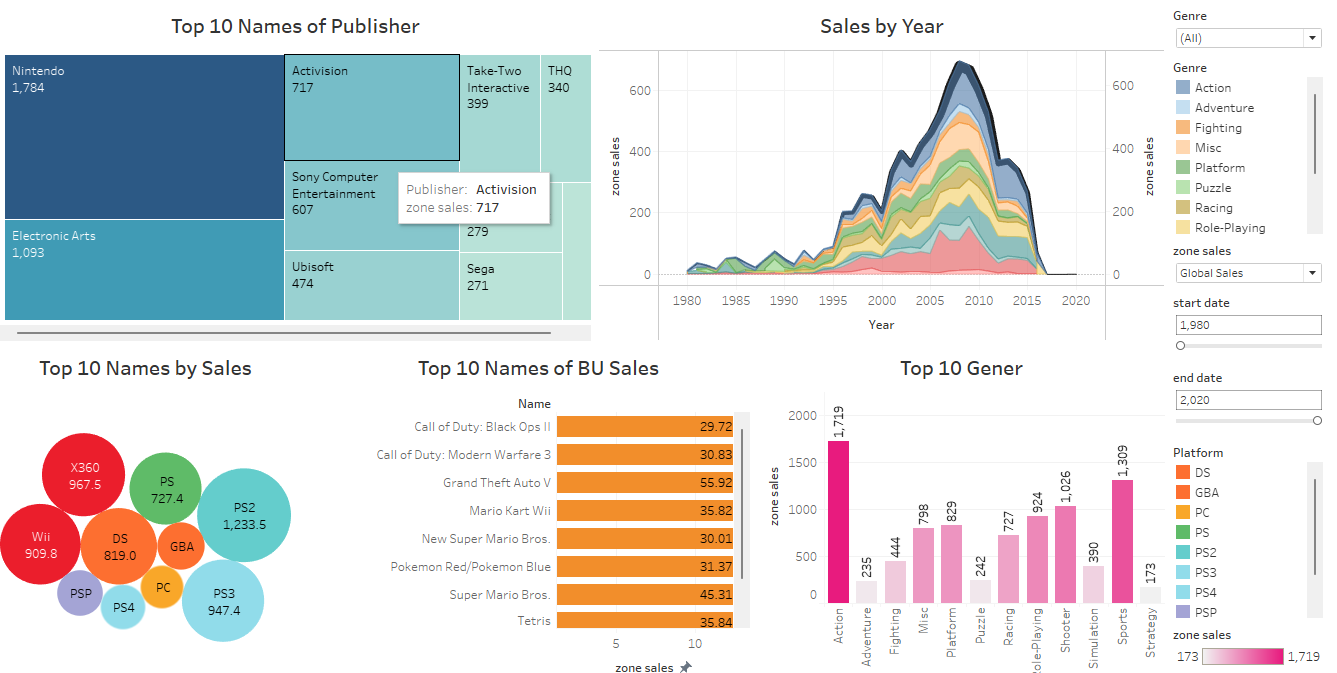 Top 10 Names of Publisher
Nintendo
1,784
Electronic Arts
1,093
Activision
717
Sony Computer
Entertainment
607
Ubisoft
474
Take-Two
Interactive
399
THQ
340
279
Sega
271
Publisher: Activision
zone sales: 717
Sales by Year
zone sales
600
400
200
0
600
400
200
0
zone sales
1980 1985 1990 1995 2000 2005 2010 2015 2020
Year
Genre
(All)
Genre
Action
Adventure
Fighting
Misc
Platform
Puzzle
Racing
Role-Playing
zone sales
Global Sales
start date
1,980
end date
2,020
Platform
DS
GBA
PC
PS
PS2
PS3
PS4
PSP
zone sales
173 1,719
Top 10 Names by Sales
X360
967.5
PS
727.4
PS2
1,233.5
Wii
909.8
DS
819.0
GBA
PSP
PS4
PC
PS3
947.4
Top 10 Names of BU Sales
Name
Call of Duty: Black Ops II 29.72
Call of Duty: Modern Warfare 3 30.83
Grand Theft Auto V 55.92
Mario Kart Wii 35.82
New Super Mario Bros. 30.01
Pokemon Red/Pokemon Blue 31.37
Super Mario Bros. 45.31
Tetris 35.84
5 10
zone sales
Top 10 Gener
zone sales
2000
1500
1000
500
0
1,719 235 444 798 829 242 727 924 1,026 390 1,309 173
Action
Adventure
Fighting
Misc
Platform
Puzzle
Racing
ole-Playing
Shooter
Simulation
Sports
Strategy